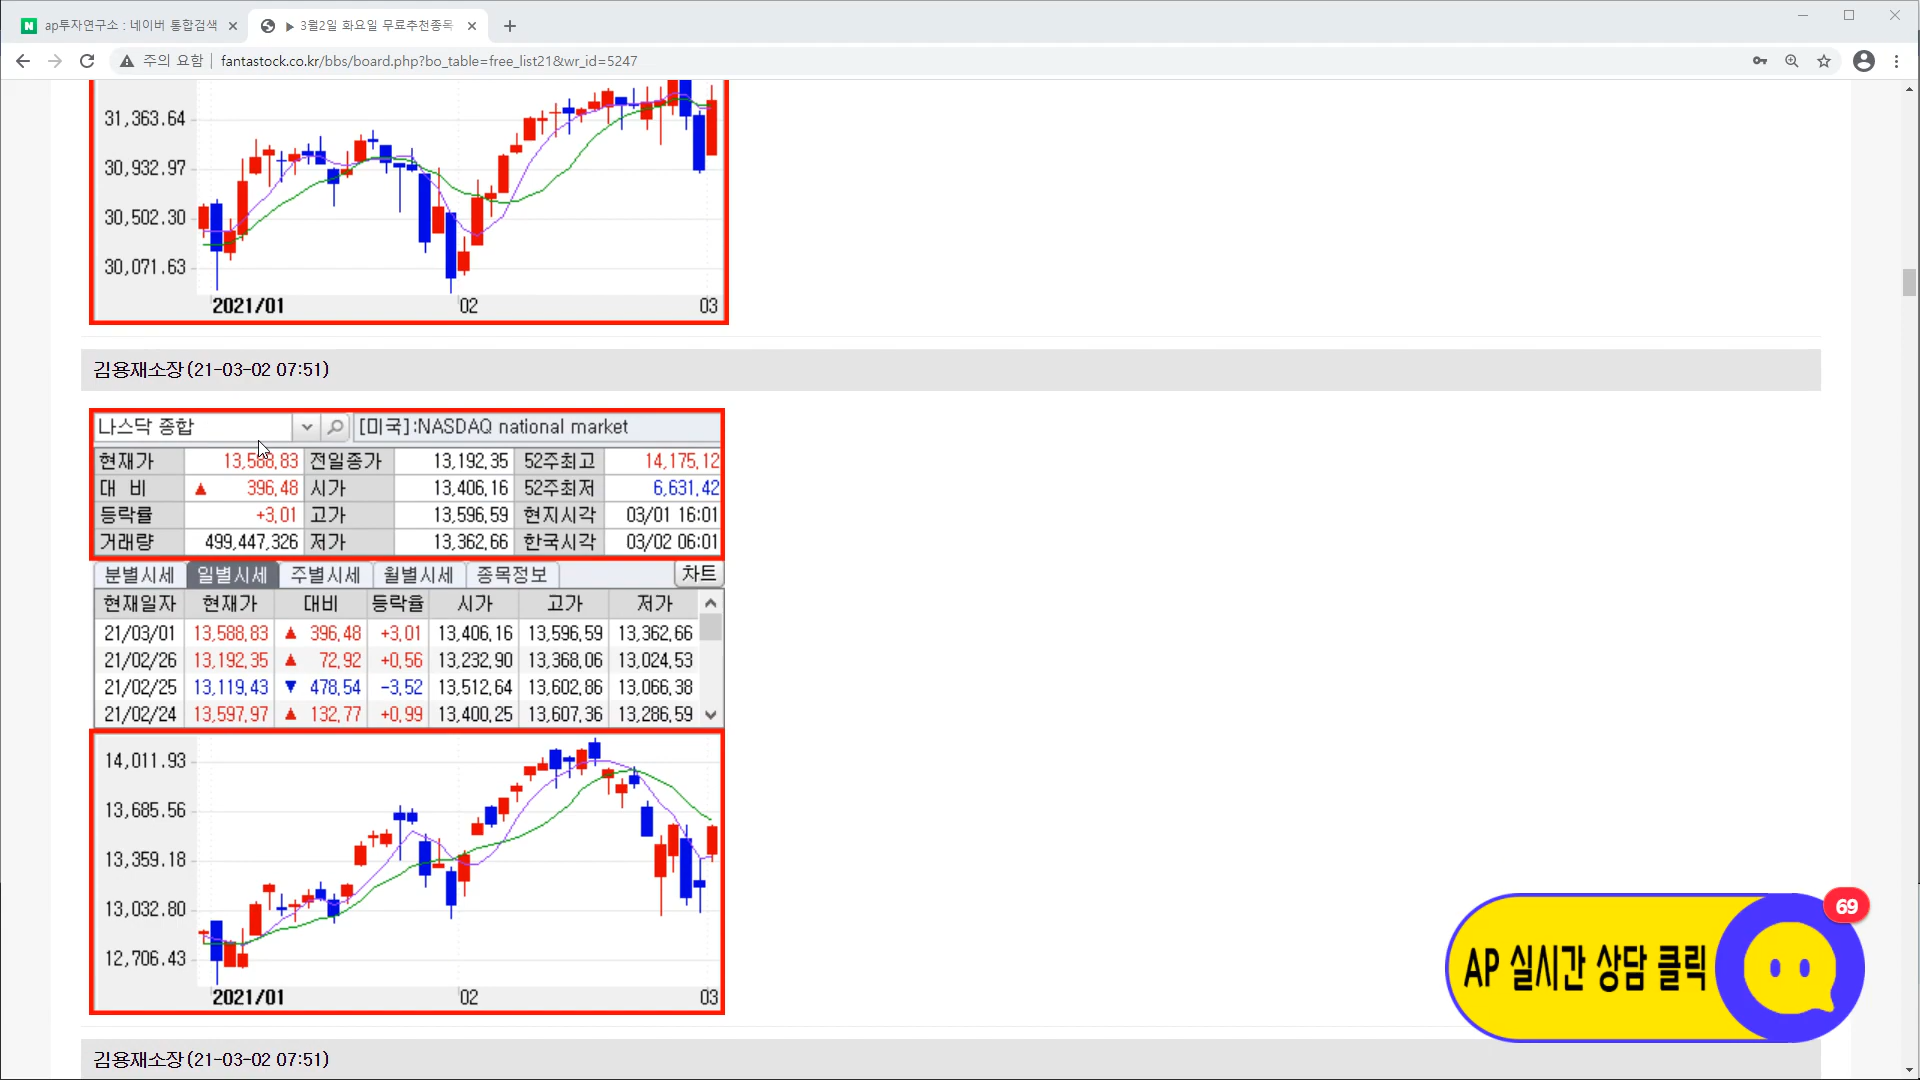 ap투자연구소 : 네이버 통합검색
▶ 3월2일 화요일 무료추천종목
주의 요함 | fantastock.co.kr/bbs/board.php?bo_table=free_list21&wr_id=5247
31,363.64
30,932.97
30,502.30
30,071.63
2021/01 02 03
김용재소장 (21-03-02 07:51)
나스닥 종합 [미국]:NASDAQ national market
현재가 13,588.83 전일종가 13,192.35 52주최고 14,175.12
대 비 ▲ 396.48 시가 13,406.16 52주최저 6,631.42
등락률 +3.01 고가 13,596.59 현지시각 03/01 16:01
거래량 499,447,326 저가 13,362.66 한국시각 03/02 06:01
분별시세 일별시세 주별시세 월별시세 종목정보 차트
현재일자 현재가 대비 등락율 시가 고가 저가
21/03/01 13,588.83 ▲ 396.48 +3.01 13,406.16 13,596.59 13,362.66
21/02/26 13,192.35 ▲ 72.92 +0.56 13,232.90 13,368.06 13,024.53
21/02/25 13,119.43 ▼ 478.54 -3.52 13,512.64 13,602.86 13,066.38
21/02/24 13,597.97 ▲ 132.77 +0.99 13,400.25 13,607.36 13,286.59
14,011.93
13,685.56
13,359.18
13,032.80
12,706.43
2021/01 02 03
69
AP 실시간 상담 클릭
김용재소장 (21-03-02 07:51)